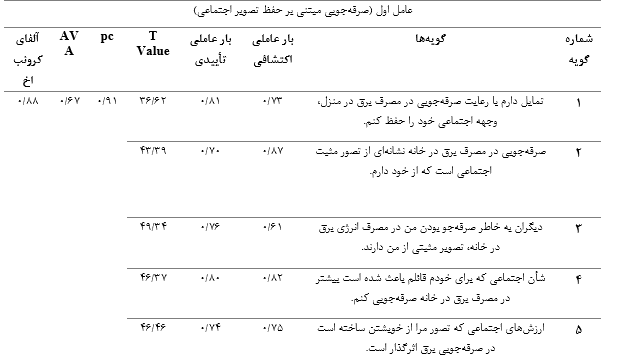 عامل اول (صرفه‌جویی مبتنی بر حفظ تصویر اجتماعی)
شماره گویه گویه‌ها بار عاملی اکتشافی بار عاملی تأییدی T Value pc AVA آلفای کرونباخ
۱ تمایل دارم با رعایت صرفه‌جویی در مصرف برق در منزل، ۰/۷۳ ۰/۸۱ ۳۶/۶۲ ۰/۹۱ ۰/۶۷ ۰/۸۸
وجهه اجتماعی خود را حفظ کنم.
۲ صرفه‌جویی در مصرف برق در خانه نشانه‌ای از تصور مثبت ۰/۸۷ ۰/۷۰ ۴۳/۳۹
اجتماعی است که از خود دارم.
۳ دیگران به خاطر صرفه‌جو بودن من در مصرف انرژی برق ۰/۶۱ ۰/۷۶ ۴۹/۳۴
در خانه، تصویر مثبتی از من دارند.
۴ شأن اجتماعی که برای خودم قائلم باعث شده است بیشتر ۰/۸۲ ۰/۸۰ ۴۶/۳۷
در مصرف برق در خانه صرفه‌جویی کنم.
۵ ارزش‌های اجتماعی که تصور مرا از خویشتن ساخته است ۰/۷۵ ۰/۷۴ ۴۶/۴۶
در صرفه‌جویی برق اثرگذار است.